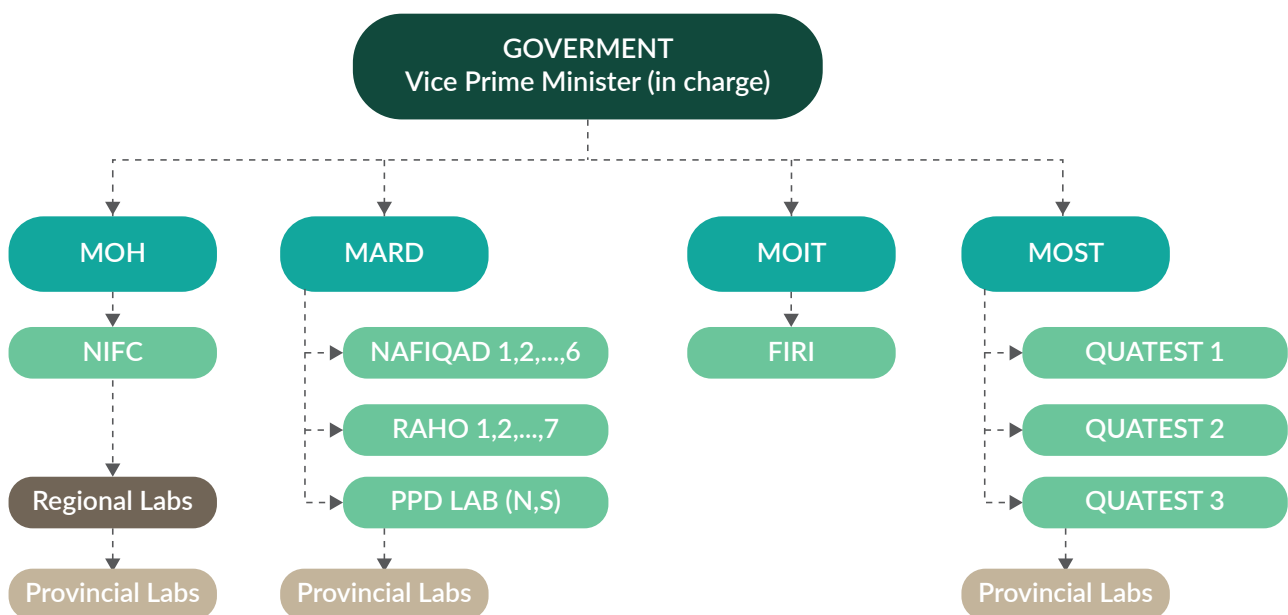 GOVERMENT
Vice Prime Minister (in charge)
MOH
MARD
MOIT
MOST
NIFC
NAFIQAD 1,2,...,6
FIRI
QUATEST 1
RAHO 1,2,...,7
QUATEST 2
Regional Labs
PPD LAB (N,S)
QUATEST 3
Provincial Labs
Provincial Labs
Provincial Labs